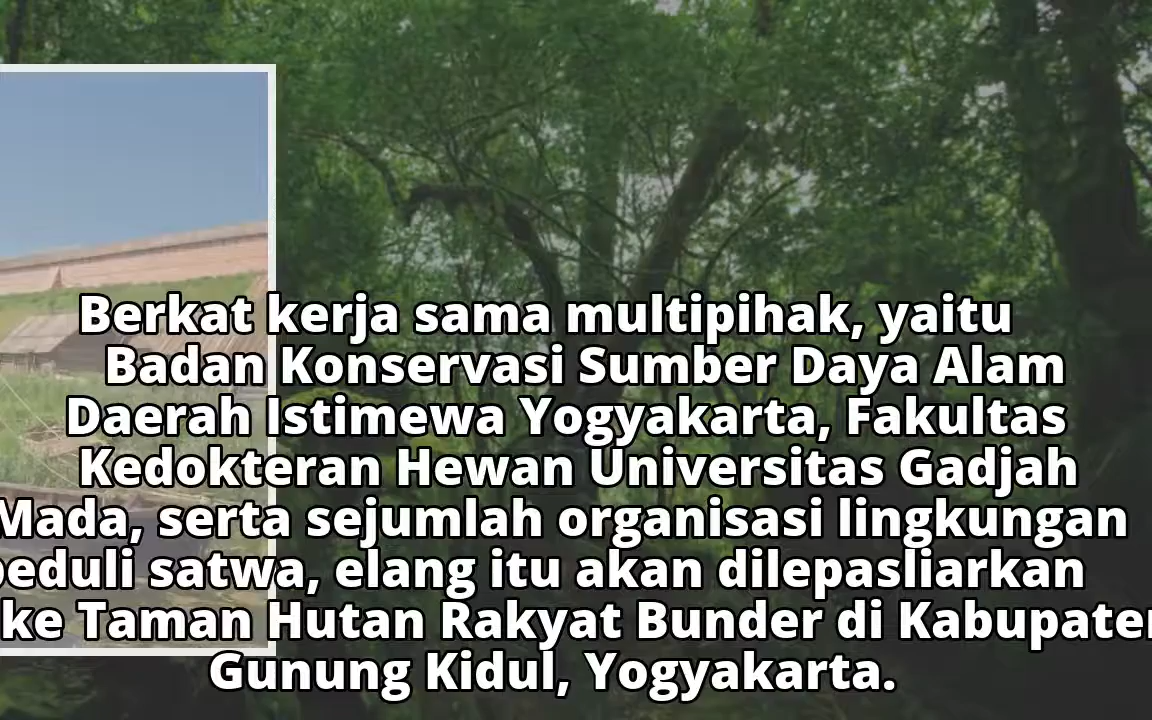 Berkat kerja sama multipihak, yaitu
Badan Konservasi Sumber Daya Alam
Daerah Istimewa Yogyakarta, Fakultas
Kedokteran Hewan Universitas Gadjah
Mada, serta sejumlah organisasi lingkungan
peduli satwa, elang itu akan dilepasliarkan
ke Taman Hutan Rakyat Bunder di Kabupaten
Gunung Kidul, Yogyakarta.